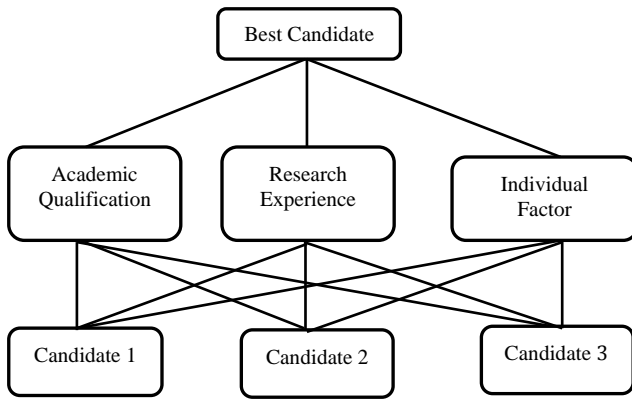 Best Candidate
Academic
Qualification
Research
Experience
Individual
Factor
Candidate 1
Candidate 2
Candidate 3